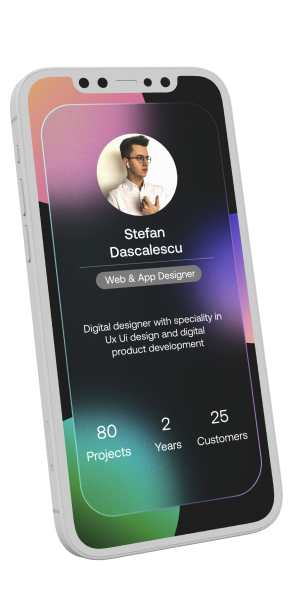 Stefan
Dascalescu
Web & App Designer
Digital designer with speciality in
Ux Ui design and digital
product development
80
Projects
2
Years
25
Customers